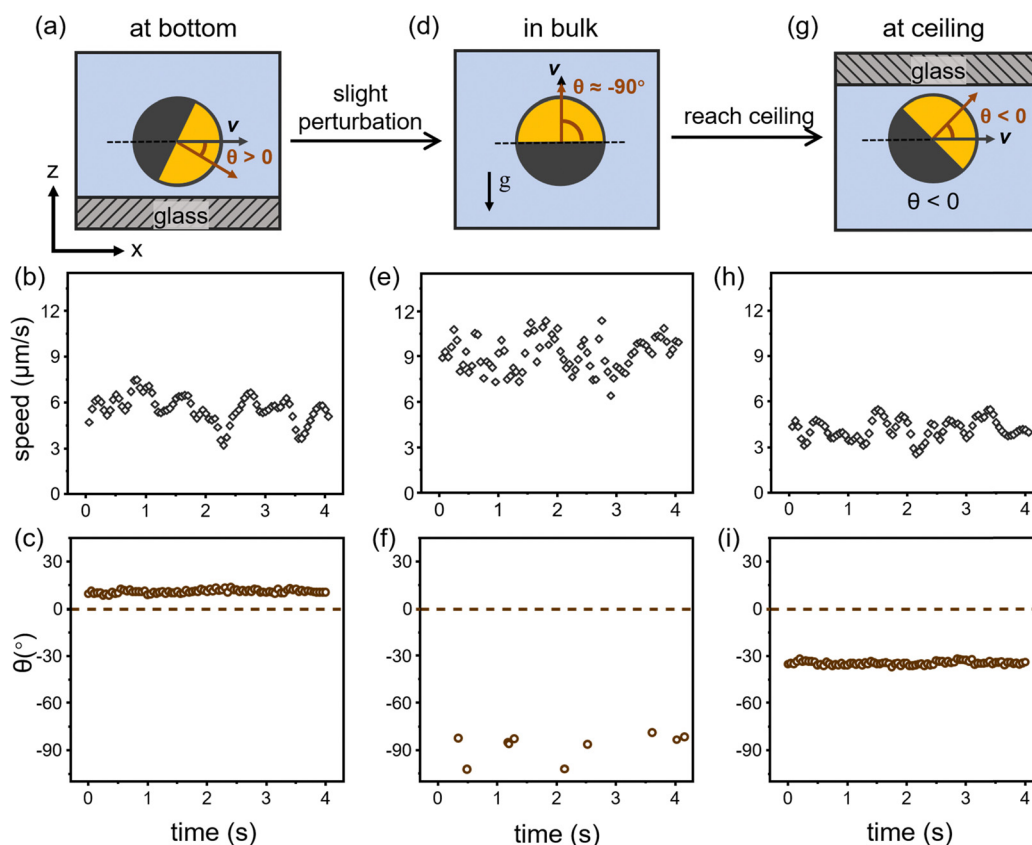 (a) at bottom
(d) in bulk
(g) at ceiling
v
θ > 0
glass
z
x
slight
perturbation
v
θ ≈ -90°
g
reach ceiling
glass
θ < 0
v
θ < 0
(b)
speed (μm/s)
12
9
6
3
0
0 1 2 3 4
(e)
12
9
6
3
0
0 1 2 3 4
(h)
12
9
6
3
0
0 1 2 3 4
(c)
θ(°)
30
0
-30
-60
-90
0 1 2 3 4
time (s)
(f)
30
0
-30
-60
-90
0 1 2 3 4
time (s)
(i)
30
0
-30
-60
-90
0 1 2 3 4
time (s)